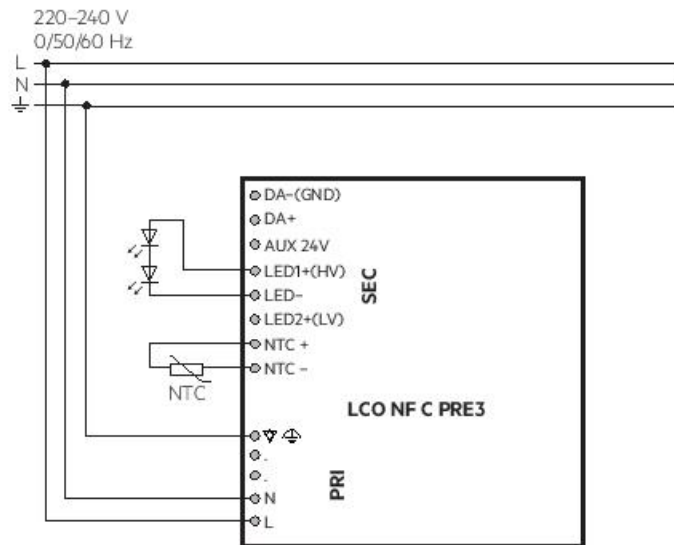 220–240 V
0/50/60 Hz
L
N
DA–(GND)
DA+
AUX 24V
LED1+(HV)
LED–
LED2+(LV)
NTC +
NTC –
SEC
NTC
LCO NF C PRE3
.
.
N
L
PRI